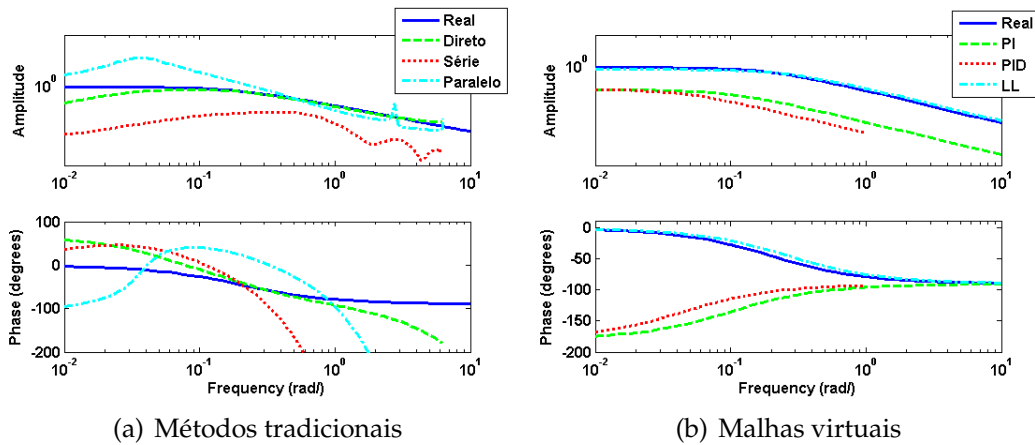 Real
Direto
Série
Paralelo
Amplitude
10^0
10^-2
10^-1
10^0
10^1
Phase (degrees)
100
0
-100
-200
10^-2
10^-1
10^0
10^1
Frequency (rad/)
(a) Métodos tradicionais
Real
PI
PID
LL
Amplitude
10^0
10^-2
10^-1
10^0
10^1
Phase (degrees)
0
-50
-100
-150
-200
10^-2
10^-1
10^0
10^1
Frequency (rad/)
(b) Malhas virtuais